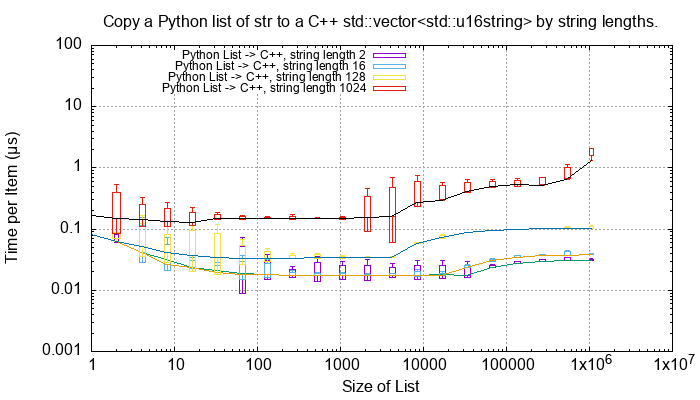 Copy a Python list of str to a C++ std::vector<std::u16string> by string lengths.
100
10
1
0.1
0.01
0.001
Time per Item (µs)
Python List -> C++, string length 2
Python List -> C++, string length 16
Python List -> C++, string length 128
Python List -> C++, string length 1024
1 10 100 1000 10000 100000 1x10⁶ 1x10⁷
Size of List